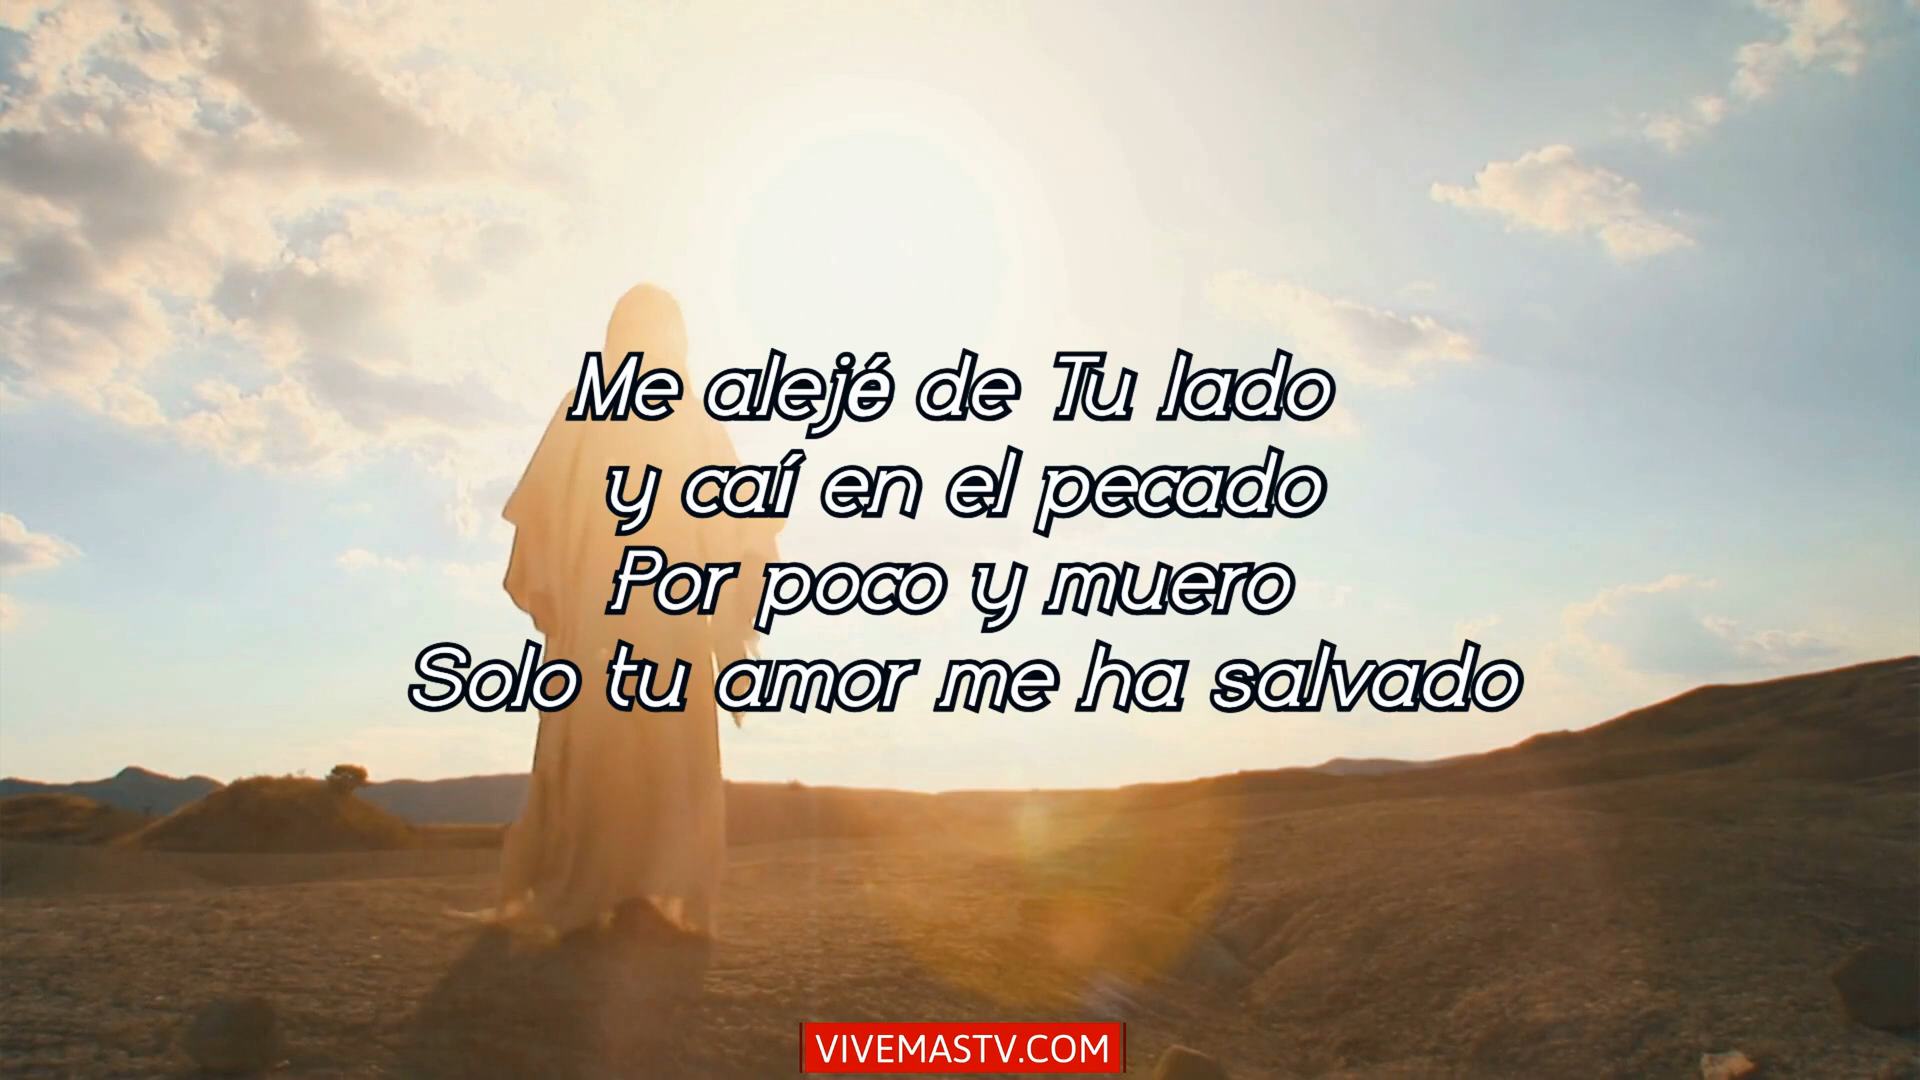 Me alejé de Tu lado
y caí en el pecado
Por poco y muero
Solo tu amor me ha salvado
VIVEMASTV.COM